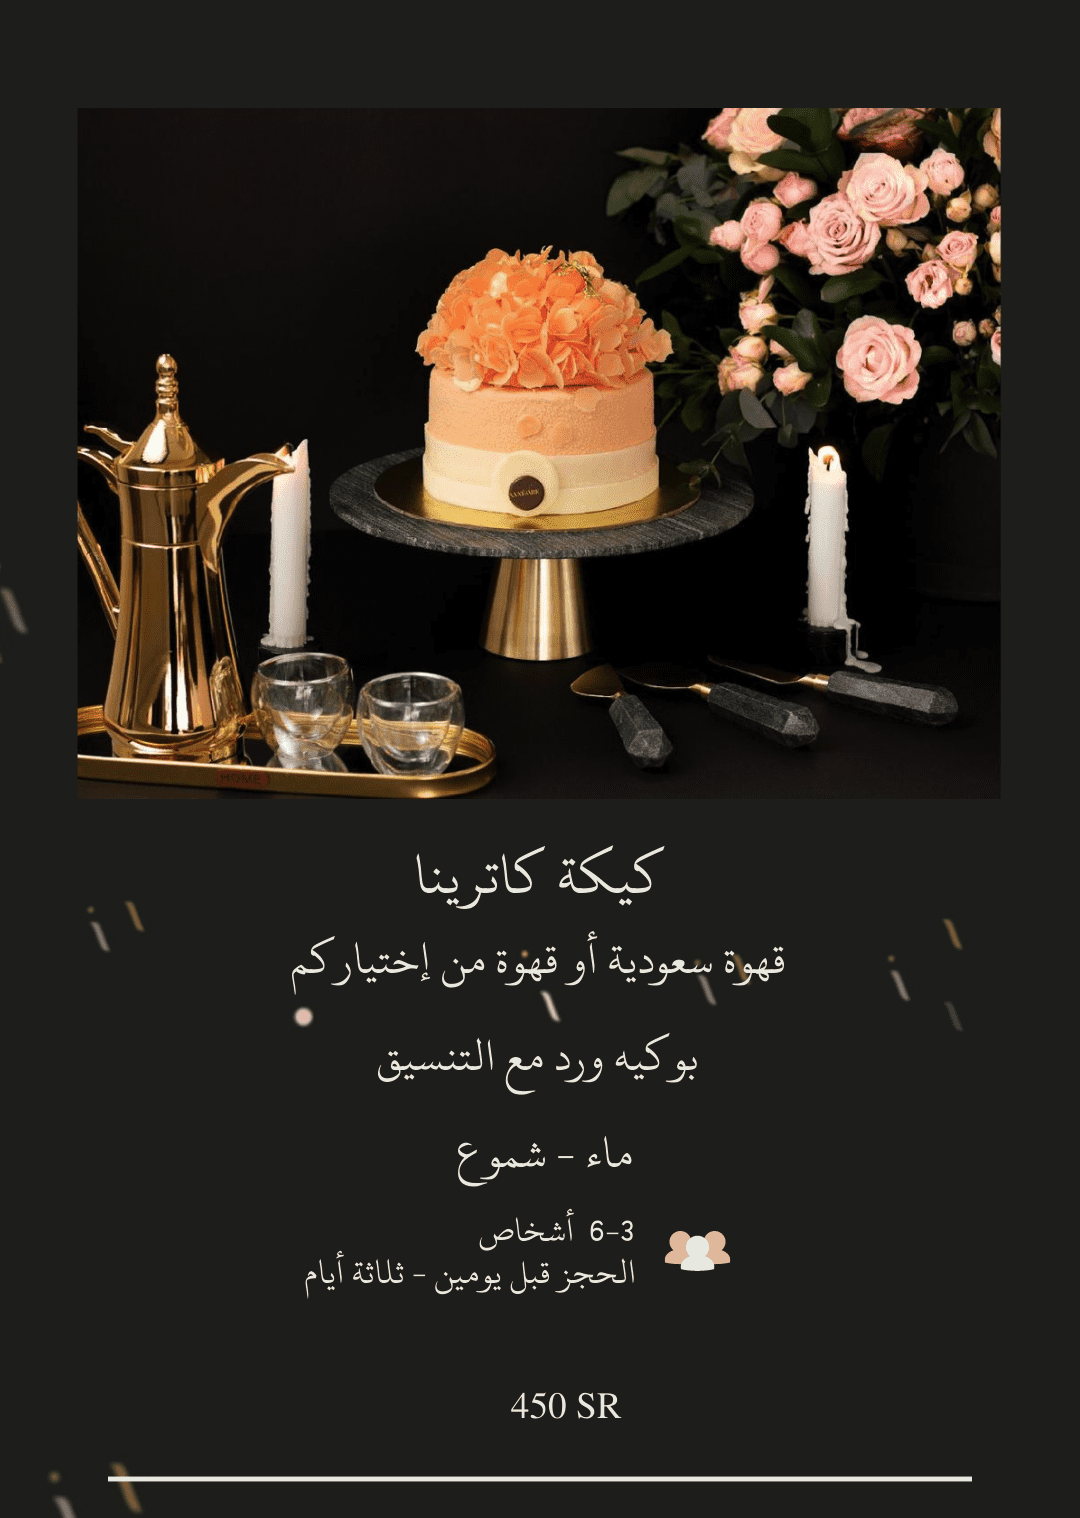 كيكة كاترينا
قهوة سعودية أو قهوة من إختياركم
بوكيه ورد مع التنسيق
ماء - شموع
3-6 أشخاص
الحجز قبل يومين - ثلاثة أيام
450 SR